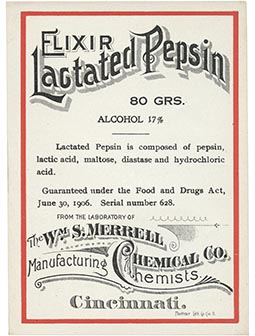 ELIXIR
Lactated Pepsin
80 GRS.
ALCOHOL 17%
Lactated Pepsin is composed of pepsin,
lactic acid, maltose, diastase and hydrochloric
acid.
Guaranteed under the Food and Drugs Act,
June 30, 1906. Serial number 628.
FROM THE LABORATORY OF
The Wm S. MERRELL
CHEMICAL CO.
Manufacturing Chemists.
Cincinnati.